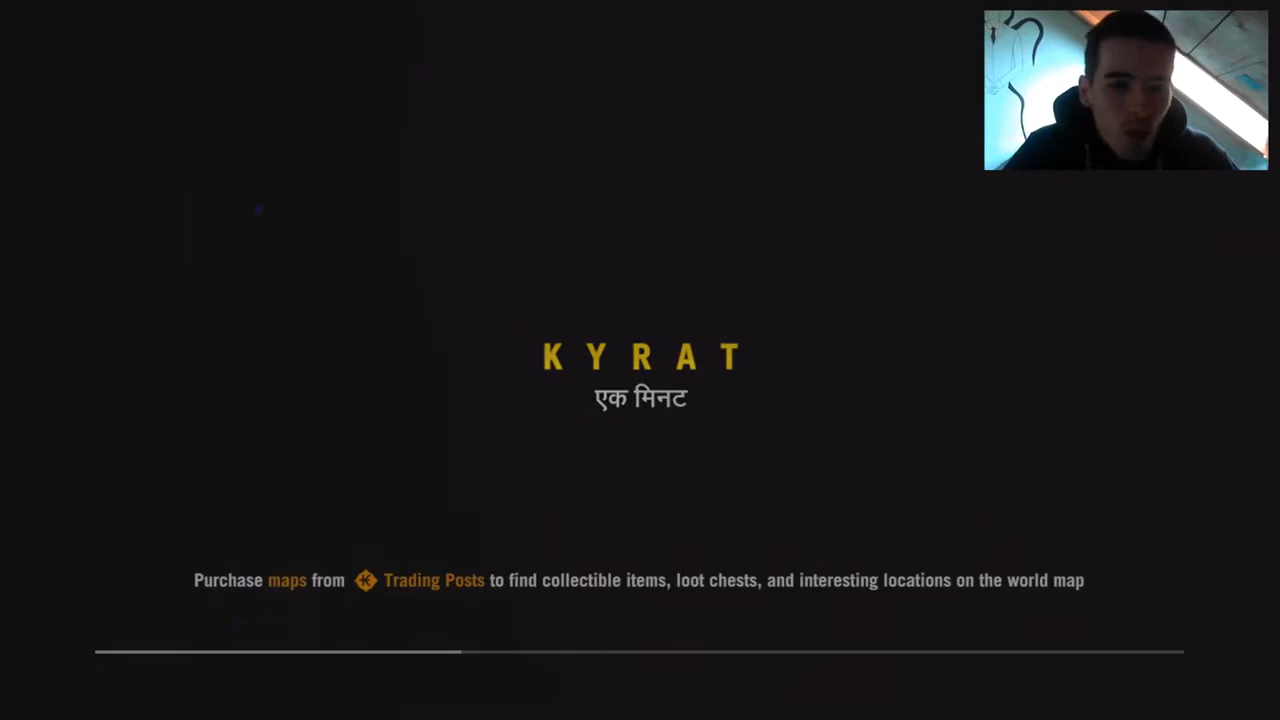 KYRAT
एक मिनट
Purchase maps from Trading Posts to find collectible items, loot chests, and interesting locations on the world map